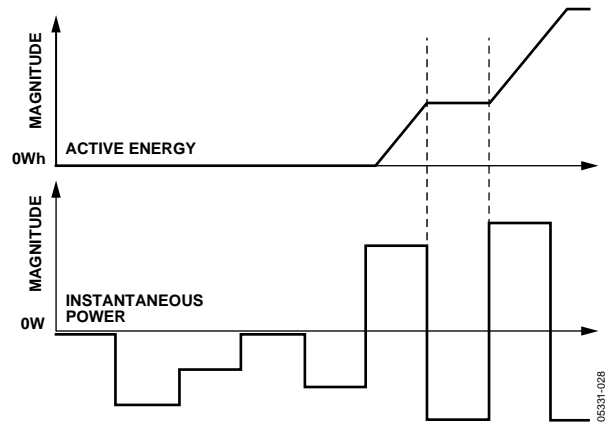 MAGNITUDE
ACTIVE ENERGY
0Wh
MAGNITUDE
INSTANTANEOUS
POWER
0W
05331-028